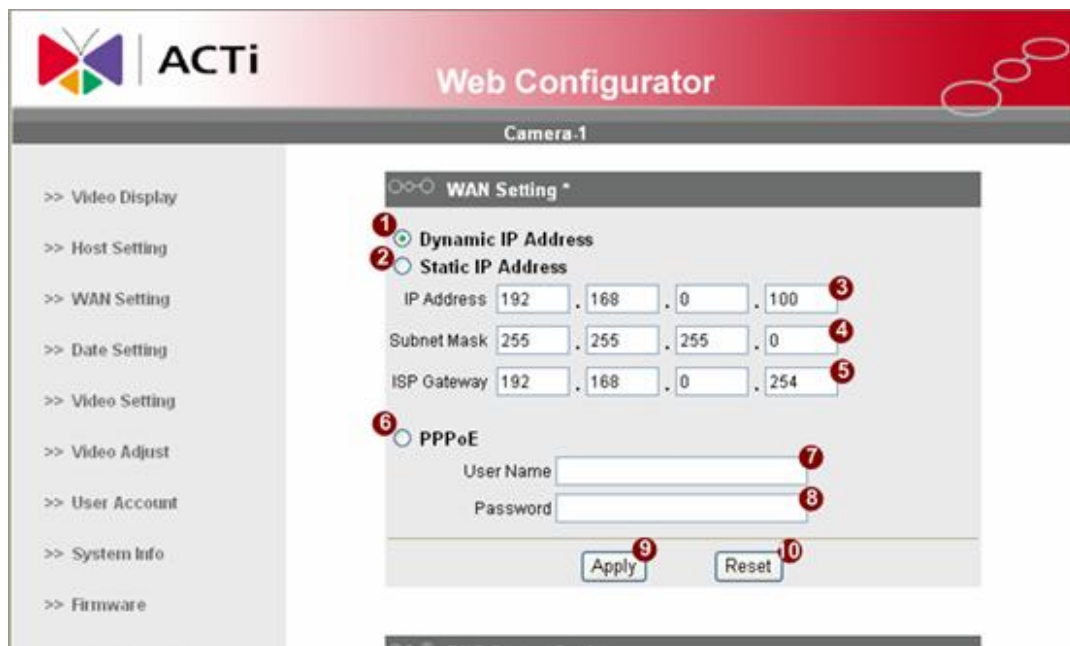 ACTi
Web Configurator
Camera-1
>> Video Display
>> Host Setting
>> WAN Setting
>> Date Setting
>> Video Setting
>> Video Adjust
>> User Account
>> System Info
>> Firmware
WAN Setting *
1 Dynamic IP Address
2 Static IP Address
IP Address 192 . 168 . 0 . 100 3
Subnet Mask 255 . 255 . 255 . 0 4
ISP Gateway 192 . 168 . 0 . 254 5
6 PPPoE
User Name 7
Password 8
Apply 9 Reset 10